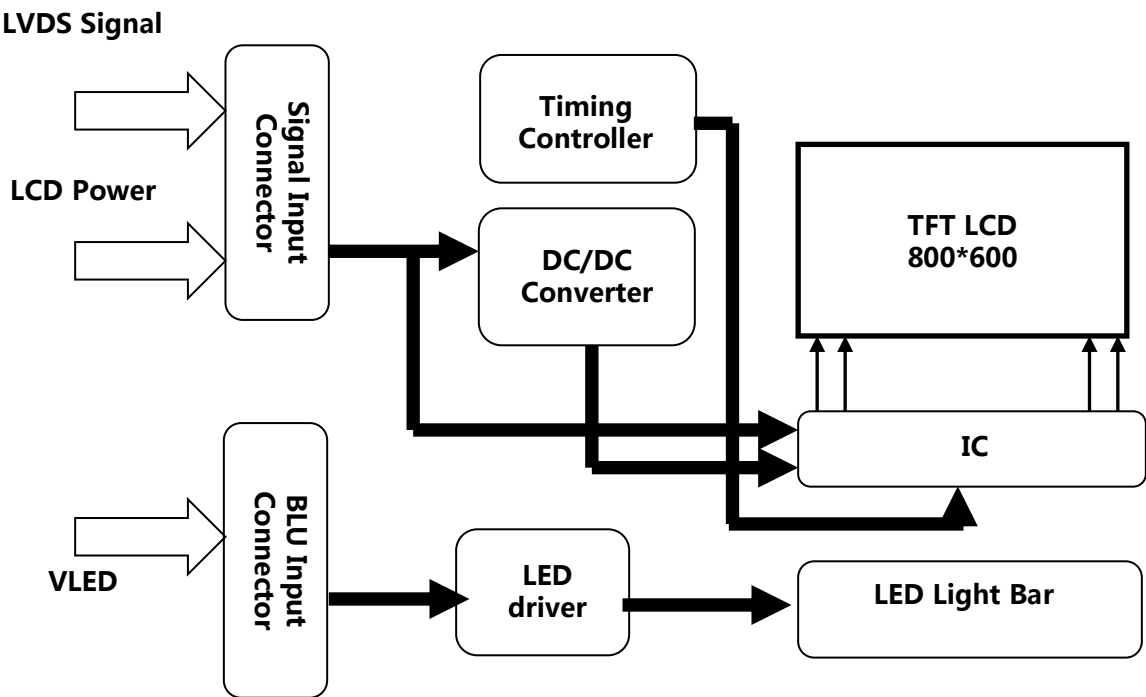 LVDS Signal
LCD Power
Signal Input
Connector
Timing
Controller
DC/DC
Converter
TFT LCD
800*600
IC
VLED
BLU Input
Connector
LED
driver
LED Light Bar